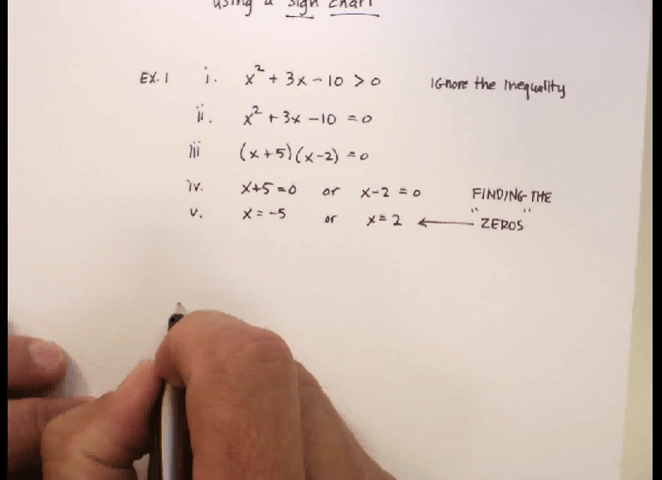 using a sign chart
Ex. 1 i. x² + 3x - 10 > 0 Ignore the inequality
ii. x² + 3x - 10 = 0
iii (x+5)(x-2) = 0
iv. x+5=0 or x-2=0 FINDING THE
v. x=-5 or x=2 ← "ZEROS"